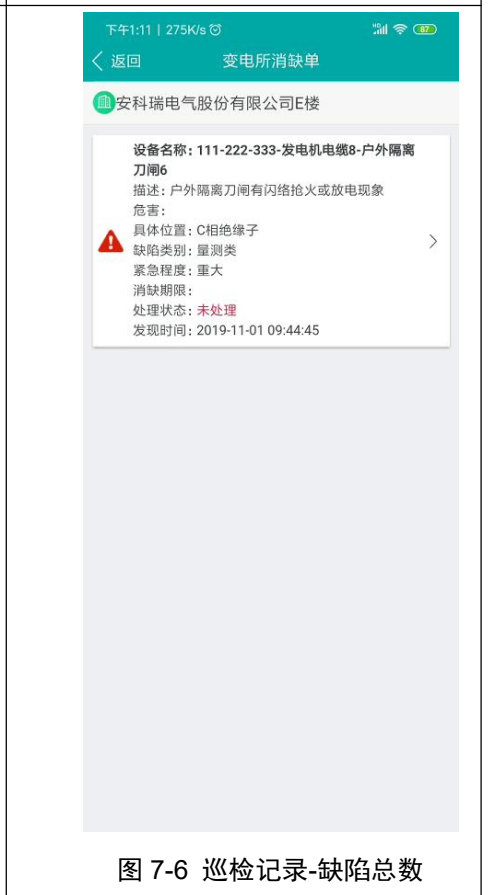 下午1:11 | 275K/s
87
返回
变电所消缺单
安科瑞电气股份有限公司E楼
设备名称：111-222-333-发电机电缆8-户外隔离
刀闸6
描述：户外隔离刀闸有闪络抢火或放电现象
危害：
具体位置：C相绝缘子
缺陷类别：量测类
紧急程度：重大
消缺期限：
处理状态：未处理
发现时间：2019-11-01 09:44:45
图 7-6 巡检记录-缺陷总数